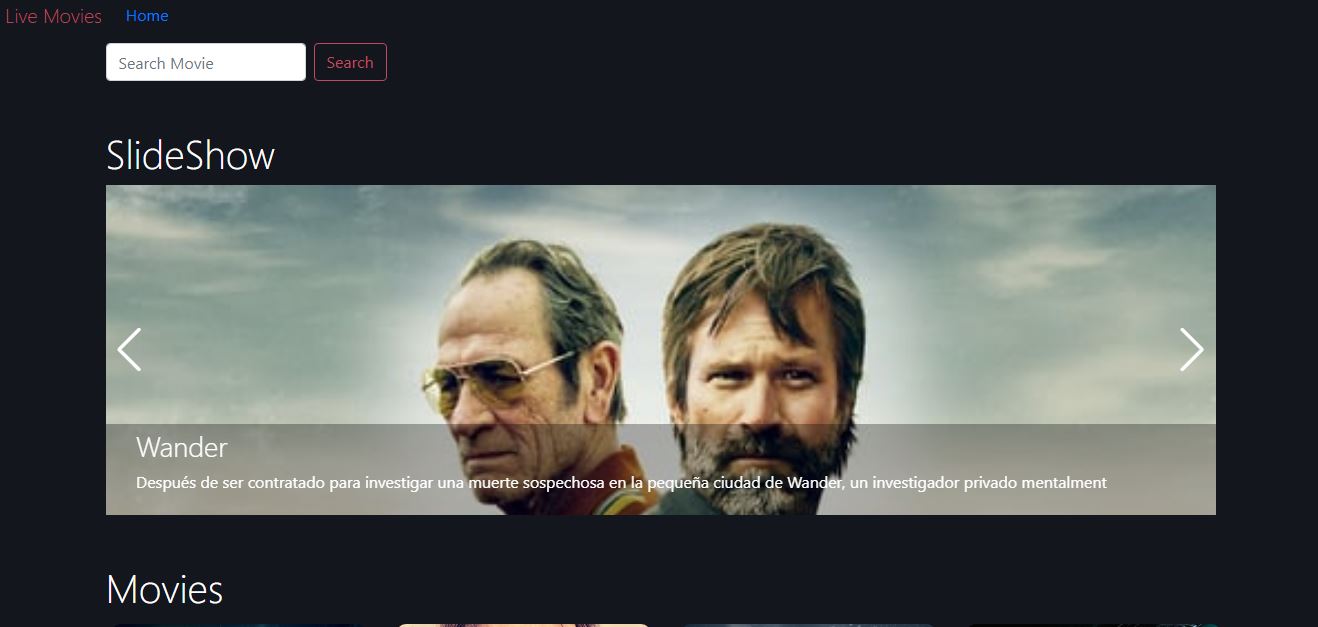 Live Movies Home
Search Movie Search
SlideShow
Wander
Después de ser contratado para investigar una muerte sospechosa en la pequeña ciudad de Wander, un investigador privado mentalment
Movies